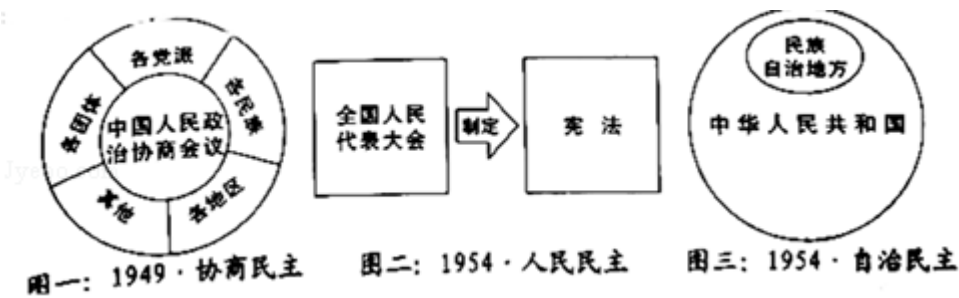 各党派
各团体
各民族
中国人民政
治协商会议
其他
各地区
图一：1949·协商民主
全国人民
代表大会
制定
宪 法
图二：1954·人民民主
民族
自治地方
中华人民共和国
图三：1954·自治民主